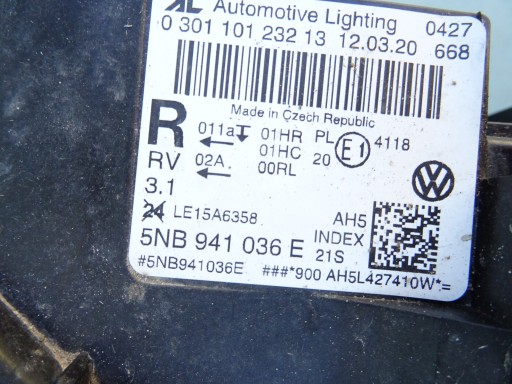 AL Automotive Lighting 0427
0 301 101 232 13 12.03.20 668
Made in Czech Republic
R 011a 01HR PL E1 4118
01HC 20
RV 02A. 00RL
3.1
24 LE15A6358 AH5
5NB 941 036 E INDEX 21S
#5NB941036E ###*900 AH5L427410W*=